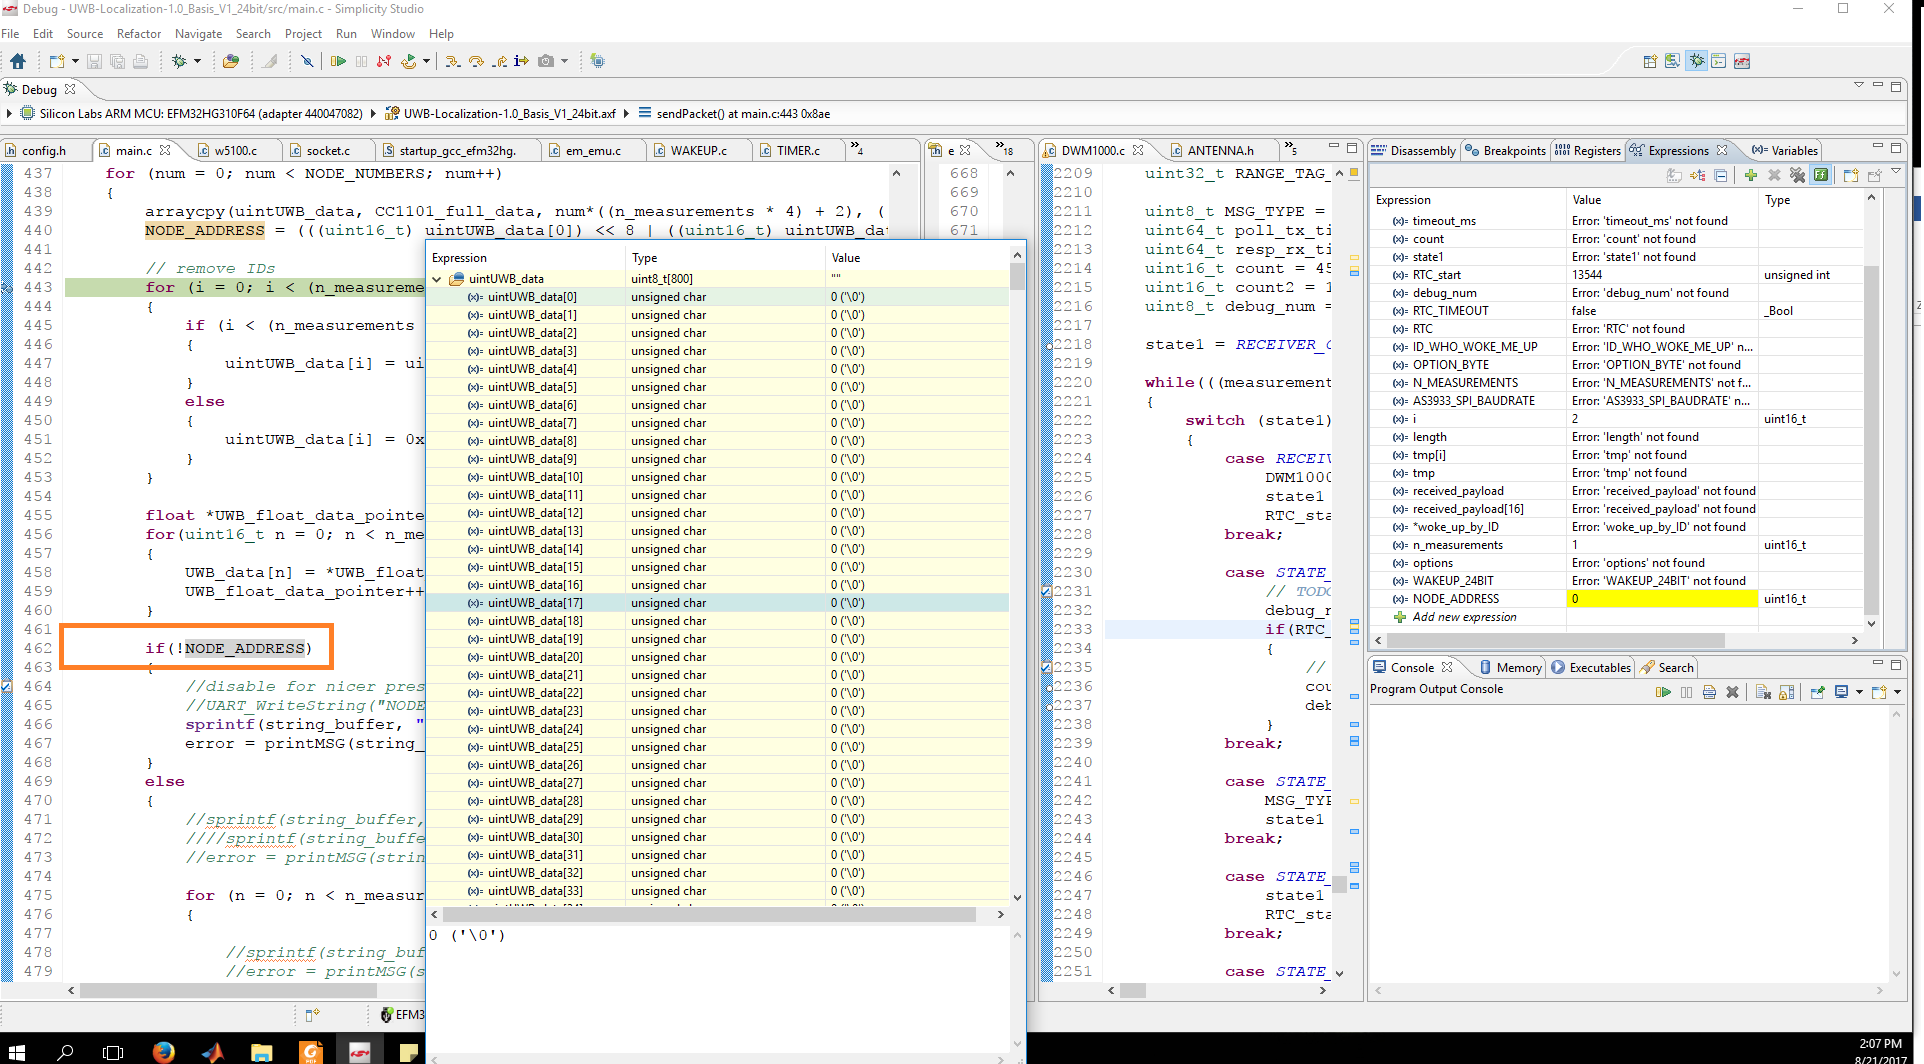 Debug - UWB-Localization-1.0_Basis_V1_24bit/src/main.c - Simplicity Studio
File Edit Source Refactor Navigate Search Project Run Window Help
Debug
Silicon Labs ARM MCU: EFM32HG310F64 (adapter 440047082) UWB-Localization-1.0_Basis_V1_24bit.axf sendPacket() at main.c:443 0x8ae
config.h main.c w5100.c socket.c startup_gcc_efm32hg. em_emu.c WAKEUP.c TIMER.c 4
437 for (num = 0; num < NODE_NUMBERS; num++)
438 {
439 arraycpy(uintUWB_data, CC1101_full_data, num*((n_measurements * 4) + 2), (
440 NODE_ADDRESS = (((uint16_t) uintUWB_data[0]) << 8 | ((uint16_t) uintUWB_da
441
442 // remove IDs
443 for (i = 0; i < (n_measureme
444 {
445 if (i < (n_measurements
446 {
447 uintUWB_data[i] = ui
448 }
449 else
450 {
451 uintUWB_data[i] = 0x
452 }
453 }
454
455 float *UWB_float_data_pointe
456 for(uint16_t n = 0; n < n_me
457 {
458 UWB_data[n] = *UWB_float
459 UWB_float_data_pointer++
460 }
461
462 if(!NODE_ADDRESS)
463 {
464 //disable for nicer pres
465 //UART_WriteString("NODE
466 sprintf(string_buffer, "
467 error = printMSG(string_
468 }
469 else
470 {
471 //sprintf(string_buffer,
472 ////sprintf(string_buffe
473 //error = printMSG(strin
474
475 for (n = 0; n < n_measur
476 {
477
478 //sprintf(string_buf
479 //error = printMSG(s
EFM3
Expression Type Value
uintUWB_data uint8_t[800] ""
uintUWB_data[0] unsigned char 0 ('\0')
uintUWB_data[1] unsigned char 0 ('\0')
uintUWB_data[2] unsigned char 0 ('\0')
uintUWB_data[3] unsigned char 0 ('\0')
uintUWB_data[4] unsigned char 0 ('\0')
uintUWB_data[5] unsigned char 0 ('\0')
uintUWB_data[6] unsigned char 0 ('\0')
uintUWB_data[7] unsigned char 0 ('\0')
uintUWB_data[8] unsigned char 0 ('\0')
uintUWB_data[9] unsigned char 0 ('\0')
uintUWB_data[10] unsigned char 0 ('\0')
uintUWB_data[11] unsigned char 0 ('\0')
uintUWB_data[12] unsigned char 0 ('\0')
uintUWB_data[13] unsigned char 0 ('\0')
uintUWB_data[14] unsigned char 0 ('\0')
uintUWB_data[15] unsigned char 0 ('\0')
uintUWB_data[16] unsigned char 0 ('\0')
uintUWB_data[17] unsigned char 0 ('\0')
uintUWB_data[18] unsigned char 0 ('\0')
uintUWB_data[19] unsigned char 0 ('\0')
uintUWB_data[20] unsigned char 0 ('\0')
uintUWB_data[21] unsigned char 0 ('\0')
uintUWB_data[22] unsigned char 0 ('\0')
uintUWB_data[23] unsigned char 0 ('\0')
uintUWB_data[24] unsigned char 0 ('\0')
uintUWB_data[25] unsigned char 0 ('\0')
uintUWB_data[26] unsigned char 0 ('\0')
uintUWB_data[27] unsigned char 0 ('\0')
uintUWB_data[28] unsigned char 0 ('\0')
uintUWB_data[29] unsigned char 0 ('\0')
uintUWB_data[30] unsigned char 0 ('\0')
uintUWB_data[31] unsigned char 0 ('\0')
uintUWB_data[32] unsigned char 0 ('\0')
uintUWB_data[33] unsigned char 0 ('\0')
0 ('\0')
e 18
668
669
670
671
DWM1000.c ANTENNA.h 5
2209 uint32_t RANGE_TAG_
2210
2211 uint8_t MSG_TYPE =
2212 uint64_t poll_tx_ti
2213 uint64_t resp_rx_ti
2214 uint16_t count = 45
2215 uint16_t count2 = 1
2216 uint8_t debug_num =
2217
2218 state1 = RECEIVER_
2219
2220 while(((measurement
2221 {
2222 switch (state1)
2223 {
2224 case RECEIV
2225 DWM1000
2226 state1
2227 RTC_sta
2228 break;
2229
2230 case STATE_
2231 // TODO
2232 debug_n
2233 if(RTC_
2234 {
2235 //
2236 cou
2237 deb
2238 }
2239 break;
2240
2241 case STATE_
2242 MSG_TYP
2243 state1
2244 break;
2245
2246 case STATE_
2247 state1
2248 RTC_sta
2249 break;
2250
2251 case STATE_
Disassembly Breakpoints Registers Expressions Variables
Expression Value Type
timeout_ms Error: 'timeout_ms' not found
count Error: 'count' not found
state1 Error: 'state1' not found
RTC_start 13544 unsigned int
debug_num Error: 'debug_num' not found
RTC_TIMEOUT false _Bool
RTC Error: 'RTC' not found
ID_WHO_WOKE_ME_UP Error: 'ID_WHO_WOKE_ME_UP' n...
OPTION_BYTE Error: 'OPTION_BYTE' not found
N_MEASUREMENTS Error: 'N_MEASUREMENTS' not f...
AS3933_SPI_BAUDRATE Error: 'AS3933_SPI_BAUDRATE' n...
i 2 uint16_t
length Error: 'length' not found
tmp[i] Error: 'tmp' not found
tmp Error: 'tmp' not found
received_payload Error: 'received_payload' not found
received_payload[16] Error: 'received_payload' not found
*woke_up_by_ID Error: 'woke_up_by_ID' not found
n_measurements 1 uint16_t
options Error: 'options' not found
WAKEUP_24BIT Error: 'WAKEUP_24BIT' not found
NODE_ADDRESS 0 uint16_t
Add new expression
Console Memory Executables Search
Program Output Console
2:07 PM
8/21/2017